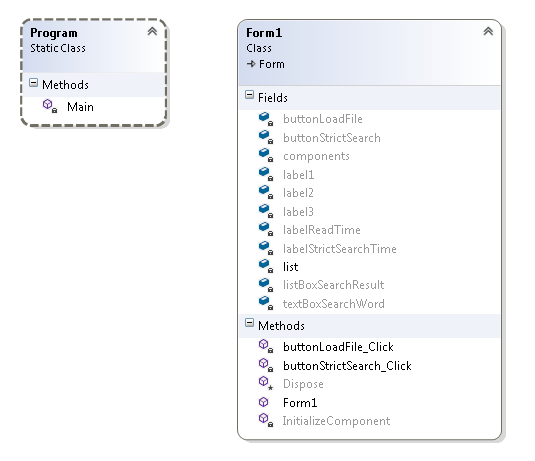 Program
Static Class
Methods
Main
Form1
Class
Form
Fields
buttonLoadFile
buttonStrictSearch
components
label1
label2
label3
labelReadTime
labelStrictSearchTime
list
listBoxSearchResult
textBoxSearchWord
Methods
buttonLoadFile_Click
buttonStrictSearch_Click
Dispose
Form1
InitializeComponent